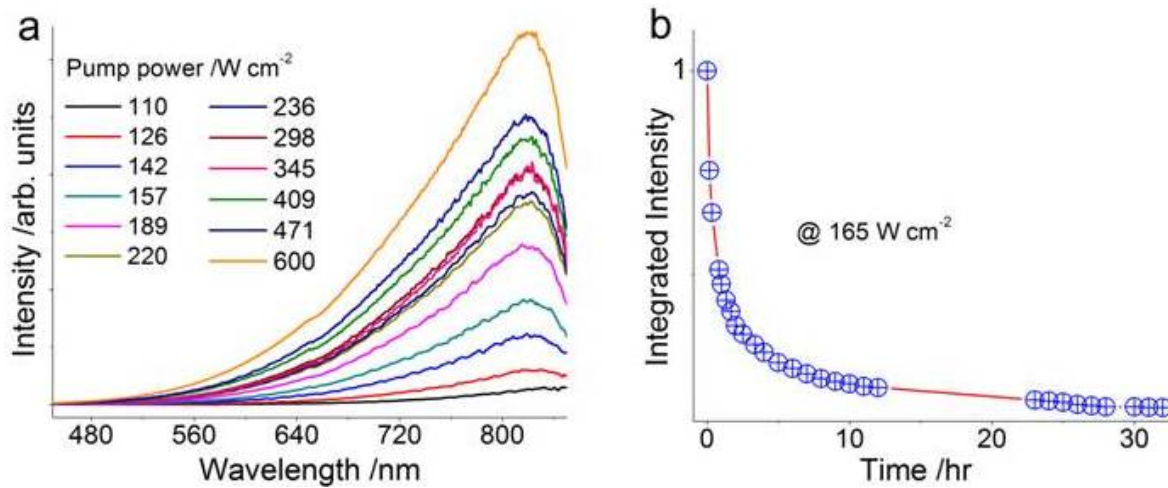 a
Pump power /W cm⁻²
110
126
142
157
189
220
236
298
345
409
471
600
Intensity /arb. units
480 560 640 720 800
Wavelength /nm
b
1
@ 165 W cm⁻²
Integrated Intensity
0 10 20 30
Time /hr